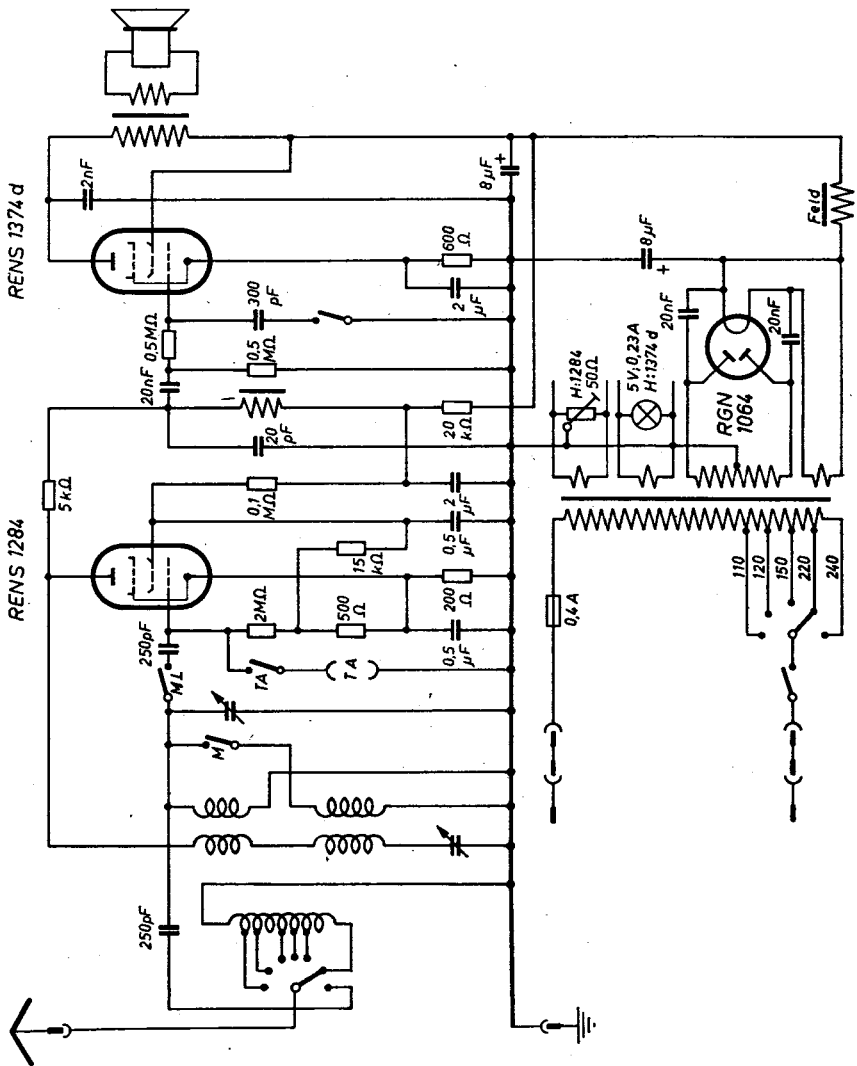 RENS 1284
RENS 1374 d
250pF
250pF
ML
M
TA
TA
2MΩ
500
Ω
15
kΩ
200
Ω
0,5
µF
0,5
µF
2
µF
0,1
MΩ
5 kΩ
20
pF
20
kΩ
20nF
0,5MΩ
0,5
MΩ
300
pF
2
µF
600
Ω
2nF
8µF
+
0,4 A
110
120
150
220
240
H:1284
50Ω
5V;0,23A
H:1374 d
RGN
1064
20nF
20nF
8µF
+
Feld